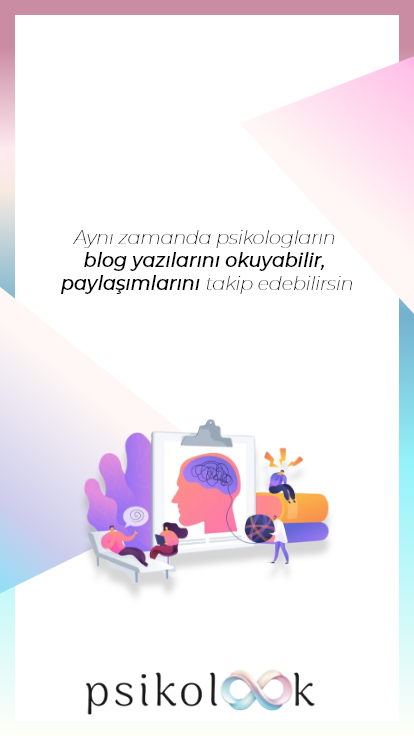 Aynı zamanda psikologların
blog yazılarını okuyabilir,
paylaşımlarını takip edebilirsin
psikolook